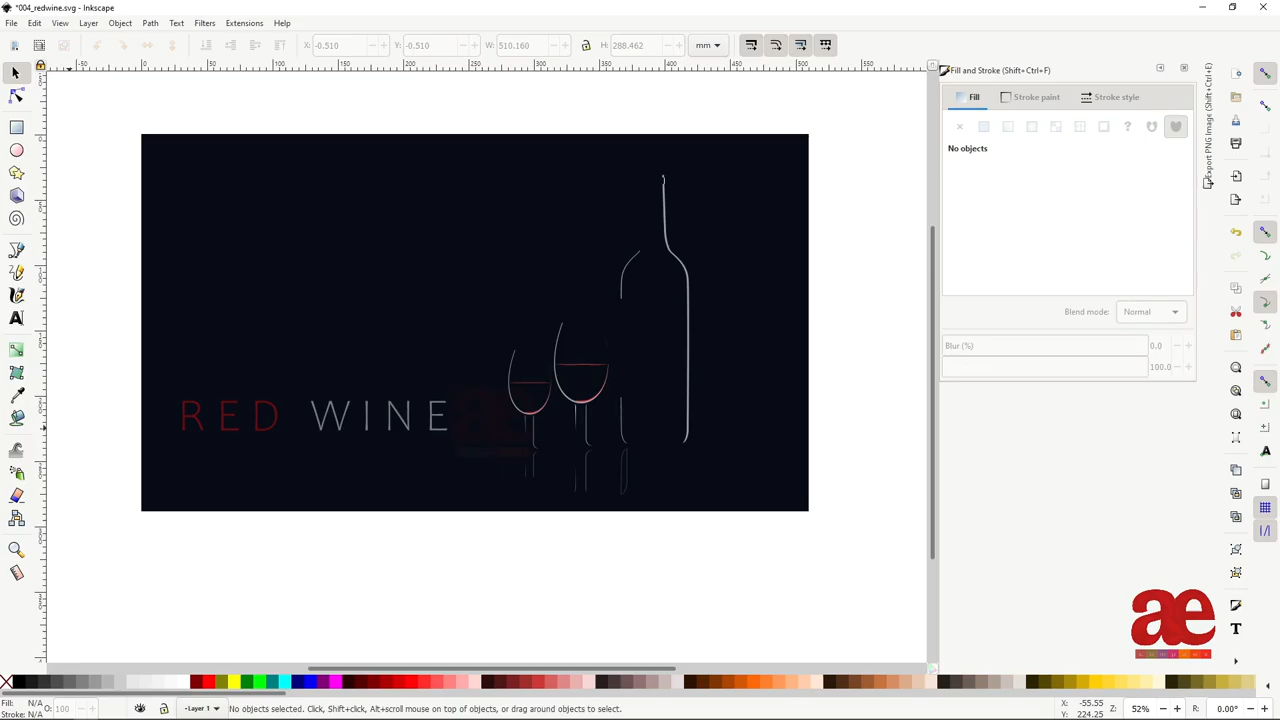 *004_redwine.svg - Inkscape
File Edit View Layer Object Path Text Filters Extensions Help
X: -0.510 Y: -0.510 W: 510.160 H: 288.462 mm
Fill and Stroke (Shift+Ctrl+F)
Fill Stroke paint Stroke style
No objects
Export PNG Image (Shift+Ctrl+E)
Blend mode: Normal
Blur (%) 0.0
100.0
RED WINE
æ
Fill: N/A
Stroke: N/A
O: 100
Layer 1
No objects selected. Click, Shift+click, Alt+scroll mouse on top of objects, or drag around objects to select.
X: -55.55
Y: 224.25
Z: 52%
R: 0.00°